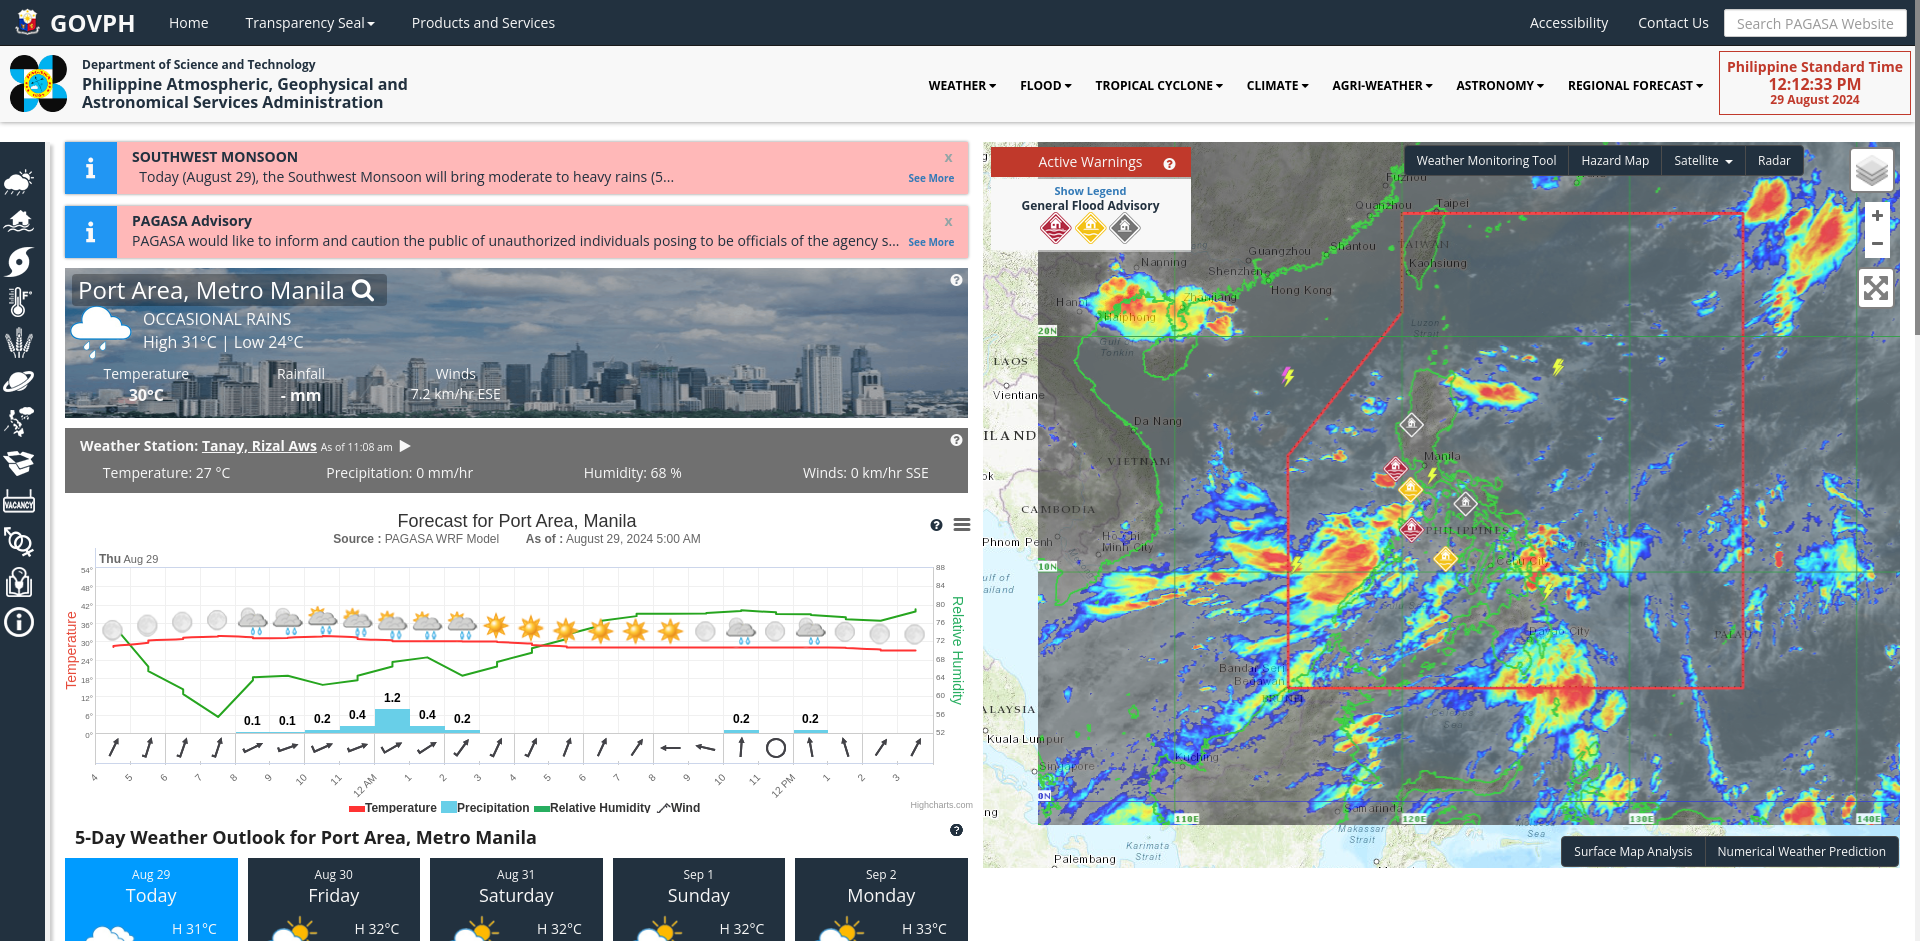 GOVPH
Home
Transparency Seal
Products and Services
Accessibility
Contact Us
Search PAGASA Website
Department of Science and Technology
Philippine Atmospheric, Geophysical and
Astronomical Services Administration
WEATHER
FLOOD
TROPICAL CYCLONE
CLIMATE
AGRI-WEATHER
ASTRONOMY
REGIONAL FORECAST
Philippine Standard Time
12:12:33 PM
29 August 2024
SOUTHWEST MONSOON
x
Today (August 29), the Southwest Monsoon will bring moderate to heavy rains (5...
See More
PAGASA Advisory
x
PAGASA would like to inform and caution the public of unauthorized individuals posing to be officials of the agency s...
See More
Port Area, Metro Manila
OCCASIONAL RAINS
High 31°C | Low 24°C
Temperature
Rainfall
Winds
30°C
- mm
7.2 km/hr ESE
Weather Station: Tanay, Rizal Aws As of 11:08 am
Temperature: 27 °C
Precipitation: 0 mm/hr
Humidity: 68 %
Winds: 0 km/hr SSE
VACANCY
Forecast for Port Area, Manila
Source : PAGASA WRF Model As of : August 29, 2024 5:00 AM
Thu Aug 29
54°
48°
42°
36°
30°
24°
18°
12°
6°
0°
Temperature
88
84
80
76
72
68
64
60
56
52
Relative Humidity
0.1 0.1 0.2 0.4 1.2 0.4 0.2 0.2 0.2
4 5 6 7 8 9 10 11 12 AM 1 2 3 4 5 6 7 8 9 10 11 12 PM 1 2 3
Temperature Precipitation Relative Humidity Wind
Highcharts.com
5-Day Weather Outlook for Port Area, Metro Manila
Aug 29
Today
H 31°C
Aug 30
Friday
H 32°C
Aug 31
Saturday
H 32°C
Sep 1
Sunday
H 32°C
Sep 2
Monday
H 33°C
Active Warnings
Show Legend
General Flood Advisory
Weather Monitoring Tool
Hazard Map
Satellite
Radar
+
−
Fuzhou
Quanzhou
Taipei
TAIWAN
Kaohsiung
Shantou
Guangzhou
Shenzhen
Hong Kong
Nanning
Zhanjiang
Haiphong
Gulf of
Tonkin
Luzon
Strait
20N
LAOS
Vientiane
Da Nang
VIETNAM
CAMBODIA
Phnom Penh
Ho Chi
Minh City
Manila
PHILIPPINES
Cebu City
10N
Davao City
PALAU
Bandar Seri
Begawan
BRUNEI
Celebes
Sea
Kuala Lumpur
Kuching
Singapore
0N
Samarinda
110E
120E
130E
140E
Makassar
Strait
Karimata
Strait
Palembang
Surface Map Analysis
Numerical Weather Prediction